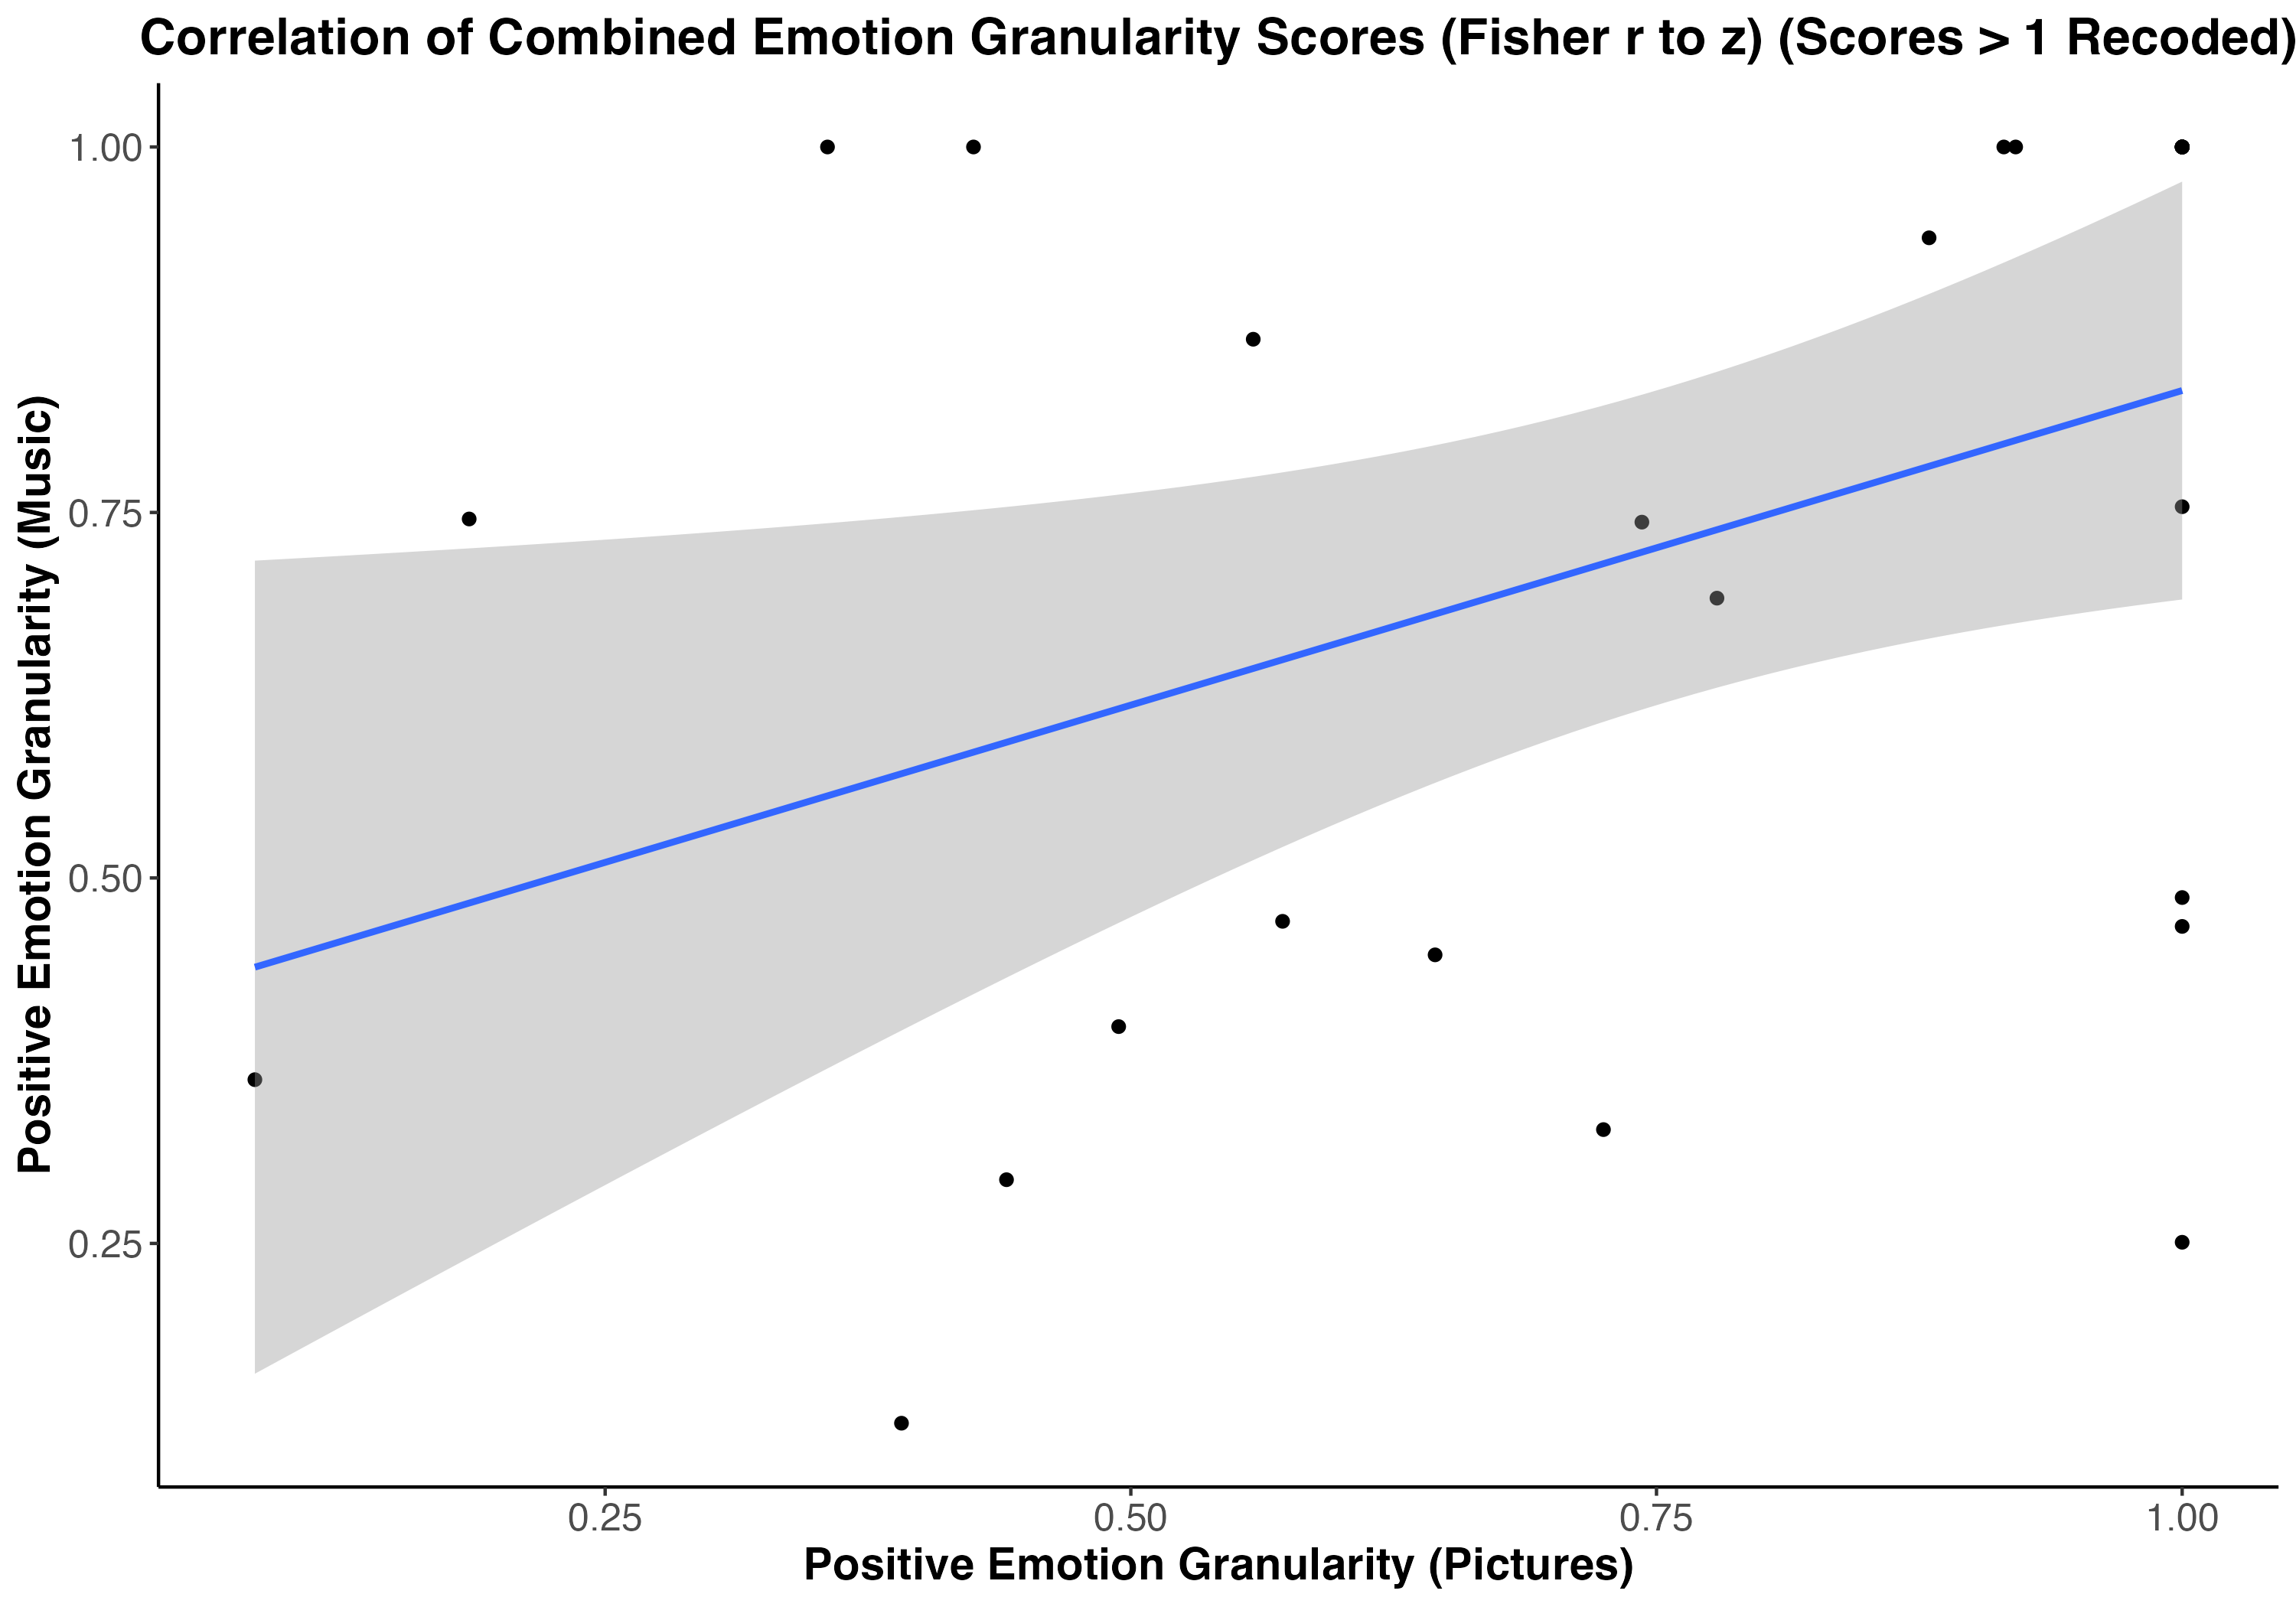 Correlation of Combined Emotion Granularity Scores (Fisher r to z) (Scores > 1 Recoded)
Positive Emotion Granularity (Music)
1.00
0.75
0.50
0.25
0.25 0.50 0.75 1.00
Positive Emotion Granularity (Pictures)